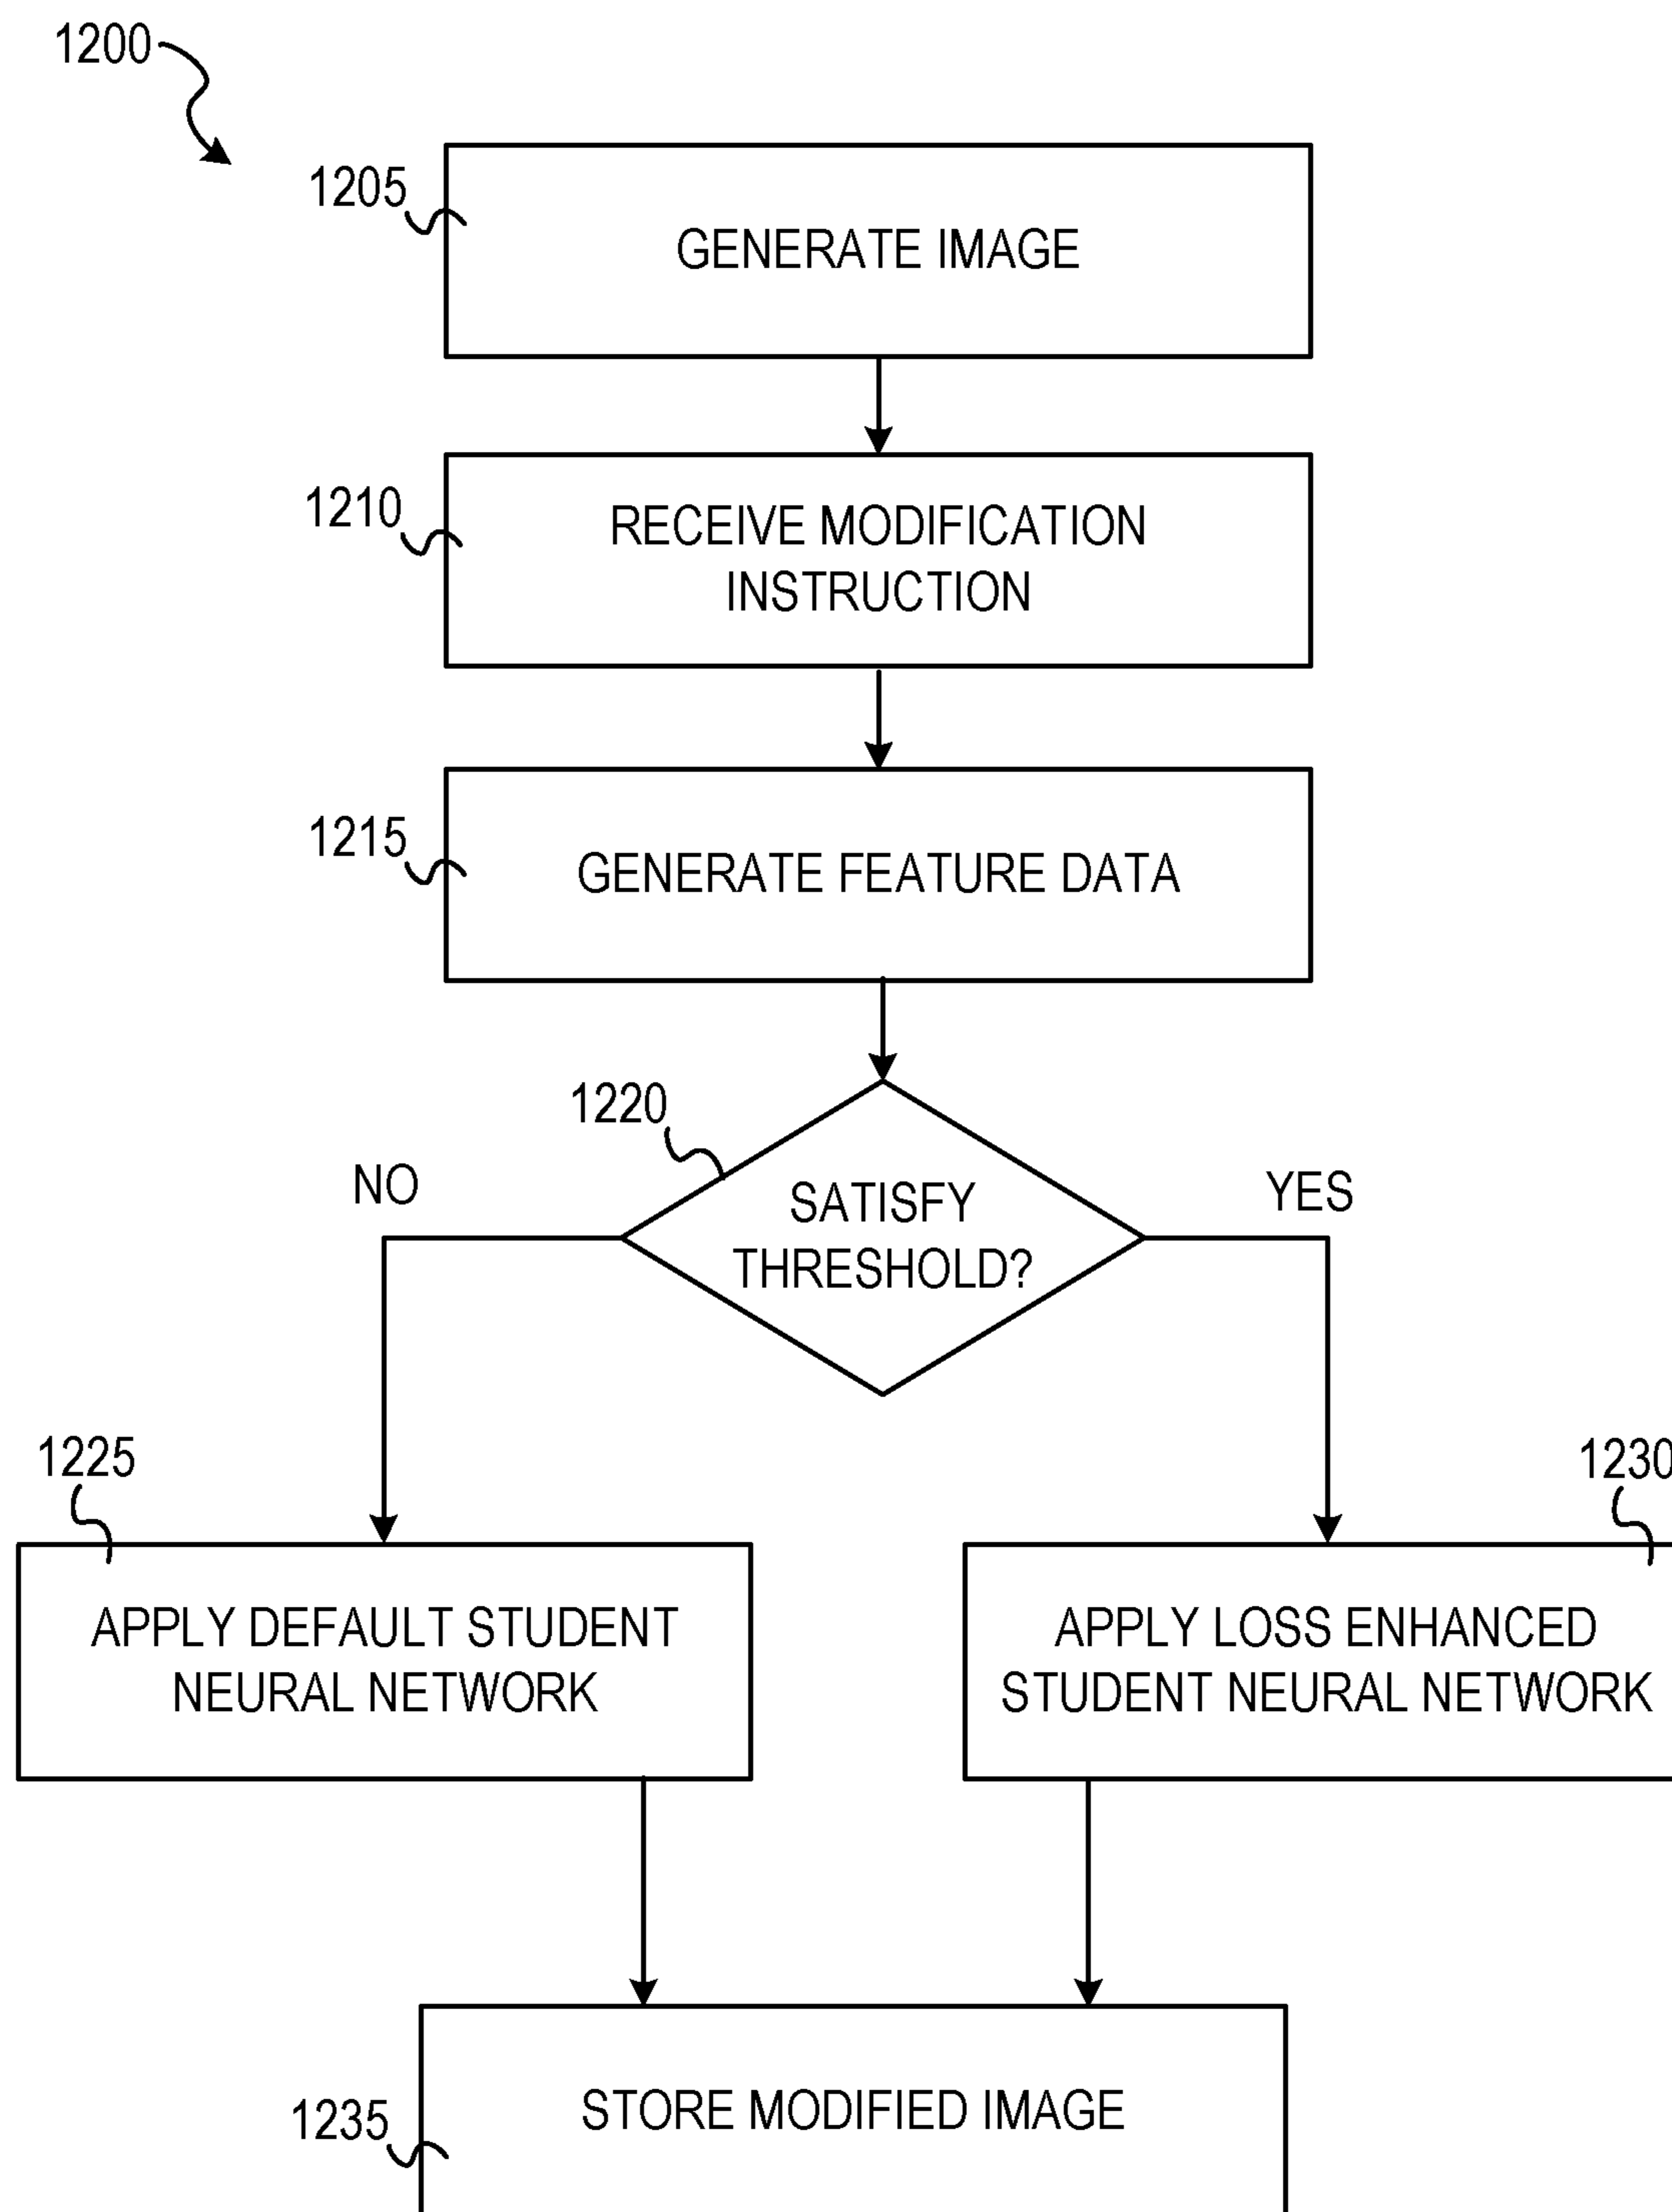 1200
1205
GENERATE IMAGE
1210
RECEIVE MODIFICATION
INSTRUCTION
1215
GENERATE FEATURE DATA
1220
NO
YES
SATISFY
THRESHOLD?
1225
1230
APPLY DEFAULT STUDENT
NEURAL NETWORK
APPLY LOSS ENHANCED
STUDENT NEURAL NETWORK
STORE MODIFIED IMAGE
1235